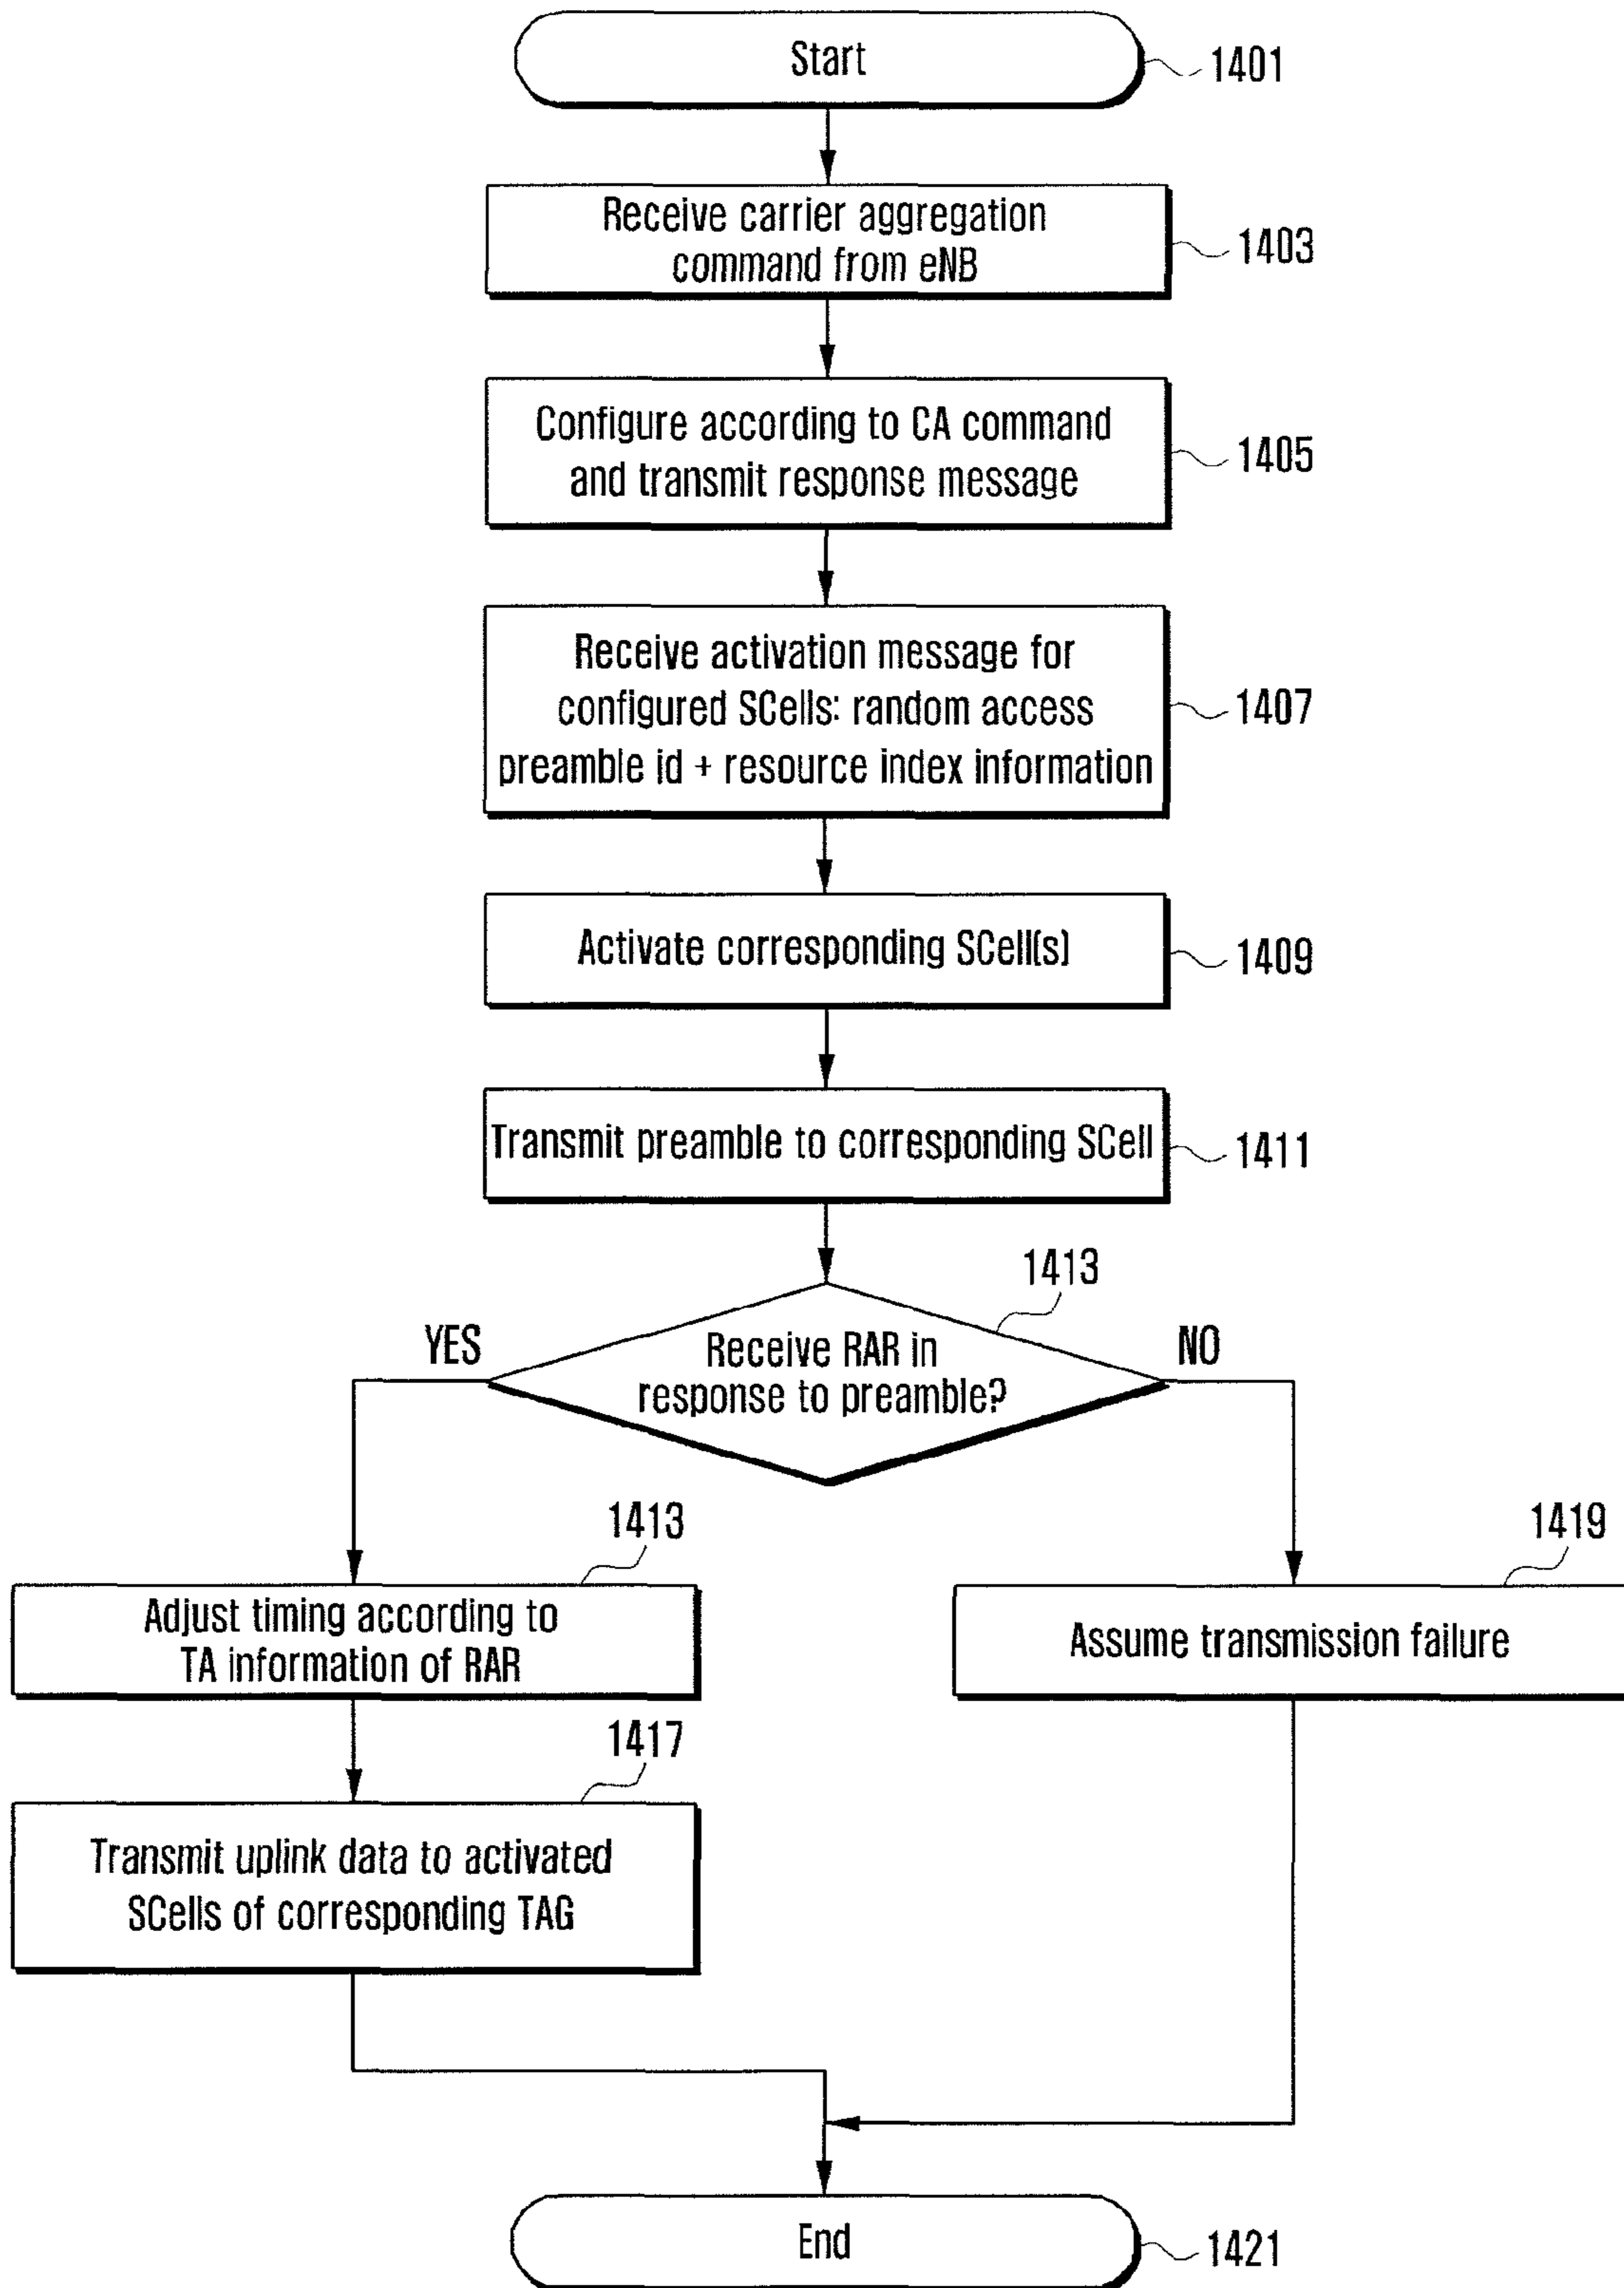 Start
1401
Receive carrier aggregation
command from eNB
1403
Configure according to CA command
and transmit response message
1405
Receive activation message for
configured SCells: random access
preamble id + resource index information
1407
Activate corresponding SCell(s)
1409
Transmit preamble to corresponding SCell
1411
1413
YES
Receive RAR in
response to preamble?
NO
1413
Adjust timing according to
TA information of RAR
1419
Assume transmission failure
1417
Transmit uplink data to activated
SCells of corresponding TAG
End
1421